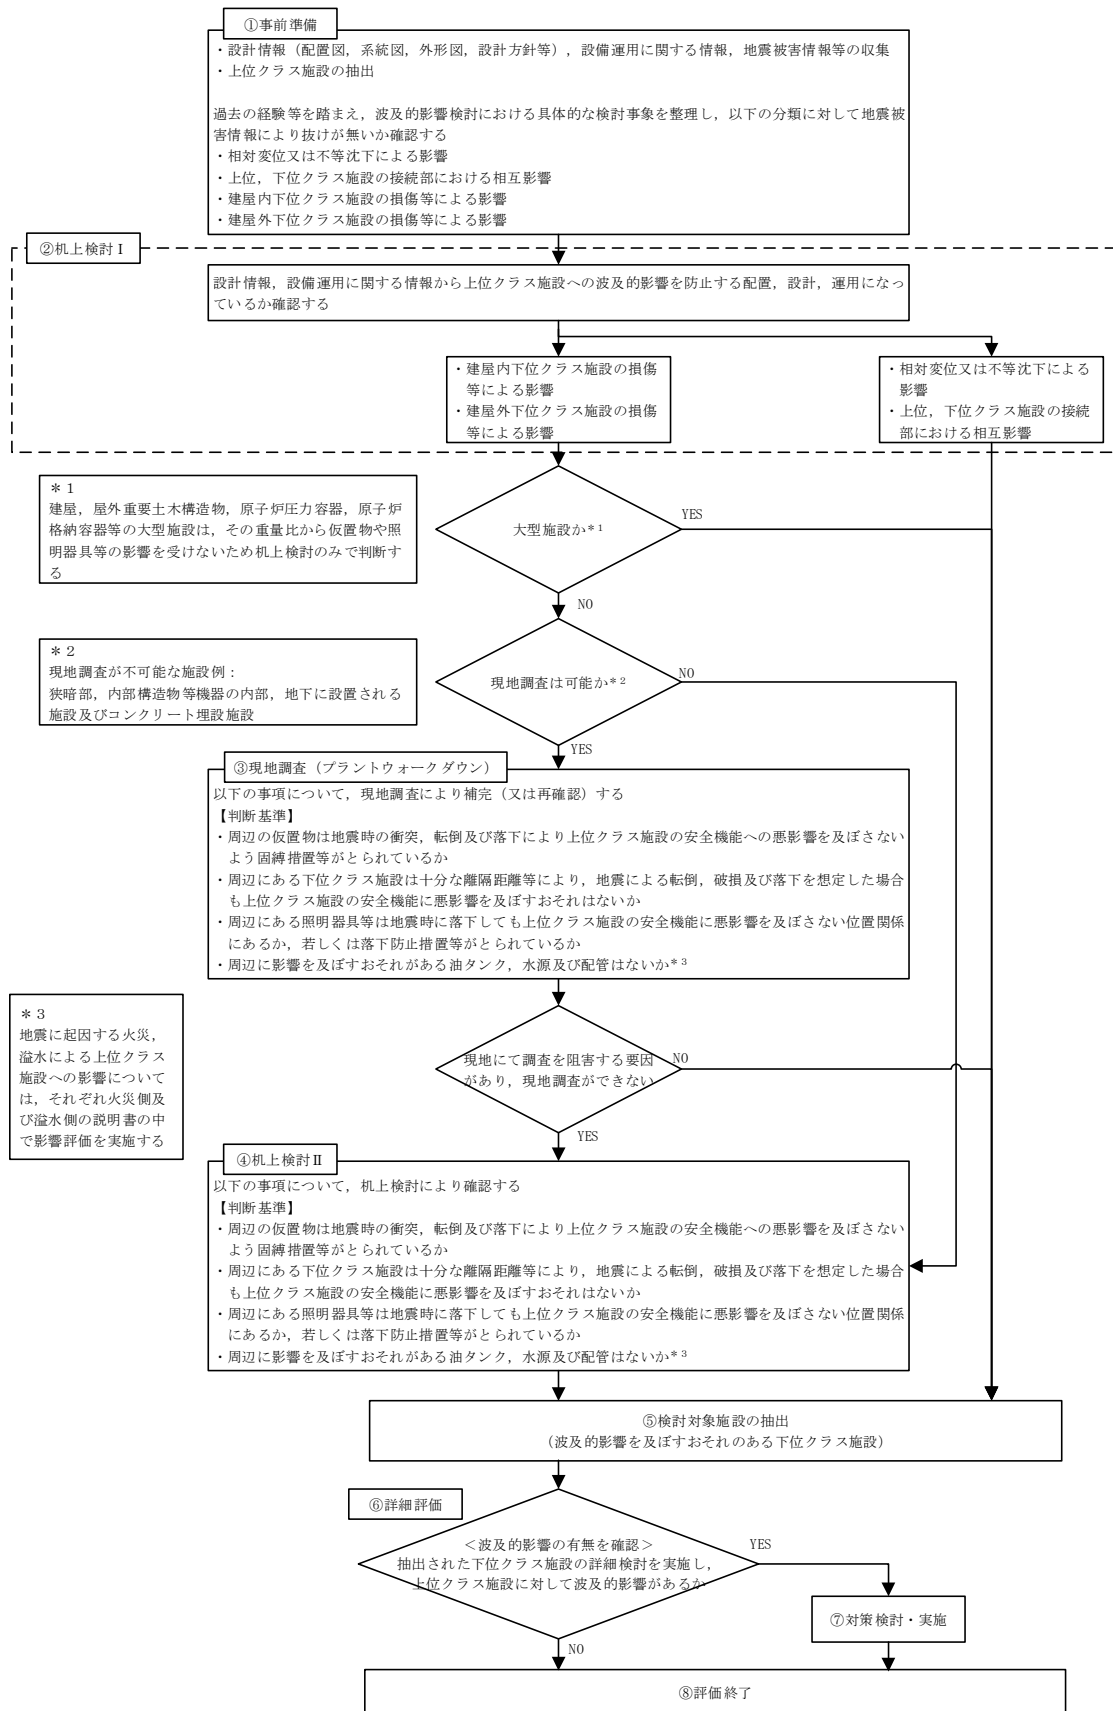 ①事前準備
・設計情報（配置図，系統図，外形図，設計方針等），設備運用に関する情報，地震被害情報等の収集
・上位クラス施設の抽出
過去の経験等を踏まえ，波及的影響検討における具体的な検討事象を整理し，以下の分類に対して地震被
害情報により抜けが無いか確認する
・相対変位又は不等沈下による影響
・上位，下位クラス施設の接続部における相互影響
・建屋内下位クラス施設の損傷等による影響
・建屋外下位クラス施設の損傷等による影響
②机上検討Ⅰ
設計情報，設備運用に関する情報から上位クラス施設への波及的影響を防止する配置，設計，運用になっ
ているか確認する
・建屋内下位クラス施設の損傷
等による影響
・建屋外下位クラス施設の損傷
等による影響
・相対変位又は不等沈下による
影響
・上位，下位クラス施設の接続
部における相互影響
＊１
建屋，屋外重要土木構造物，原子炉圧力容器，原子炉
格納容器等の大型施設は，その重量比から仮置物や照
明器具等の影響を受けないため机上検討のみで判断す
る
大型施設か＊¹
YES
NO
＊２
現地調査が不可能な施設例：
狭暗部，内部構造物等機器の内部，地下に設置される
施設及びコンクリート埋設施設
現地調査は可能か＊²
NO
YES
③現地調査（プラントウォークダウン）
以下の事項について，現地調査により補完（又は再確認）する
【判断基準】
・周辺の仮置物は地震時の衝突，転倒及び落下により上位クラス施設の安全機能への悪影響を及ぼさない
よう固縛措置等がとられているか
・周辺にある下位クラス施設は十分な離隔距離等により，地震による転倒，破損及び落下を想定した場合
も上位クラス施設の安全機能に悪影響を及ぼすおそれはないか
・周辺にある照明器具等は地震時に落下しても上位クラス施設の安全機能に悪影響を及ぼさない位置関係
にあるか，若しくは落下防止措置等がとられているか
・周辺に影響を及ぼすおそれがある油タンク，水源及び配管はないか＊³
＊３
地震に起因する火災，
溢水による上位クラス
施設への影響について
は，それぞれ火災側及
び溢水側の説明書の中
で影響評価を実施する
現地にて調査を阻害する要因
があり，現地調査ができない
NO
YES
④机上検討Ⅱ
以下の事項について，机上検討により確認する
【判断基準】
・周辺の仮置物は地震時の衝突，転倒及び落下により上位クラス施設の安全機能への悪影響を及ぼさない
よう固縛措置等がとられているか
・周辺にある下位クラス施設は十分な離隔距離等により，地震による転倒，破損及び落下を想定した場合
も上位クラス施設の安全機能に悪影響を及ぼすおそれはないか
・周辺にある照明器具等は地震時に落下しても上位クラス施設の安全機能に悪影響を及ぼさない位置関係
にあるか，若しくは落下防止措置等がとられているか
・周辺に影響を及ぼすおそれがある油タンク，水源及び配管はないか＊³
⑤検討対象施設の抽出
（波及的影響を及ぼすおそれのある下位クラス施設）
⑥詳細評価
＜波及的影響の有無を確認＞
抽出された下位クラス施設の詳細検討を実施し，
上位クラス施設に対して波及的影響があるか
YES
⑦対策検討・実施
NO
⑧評価終了